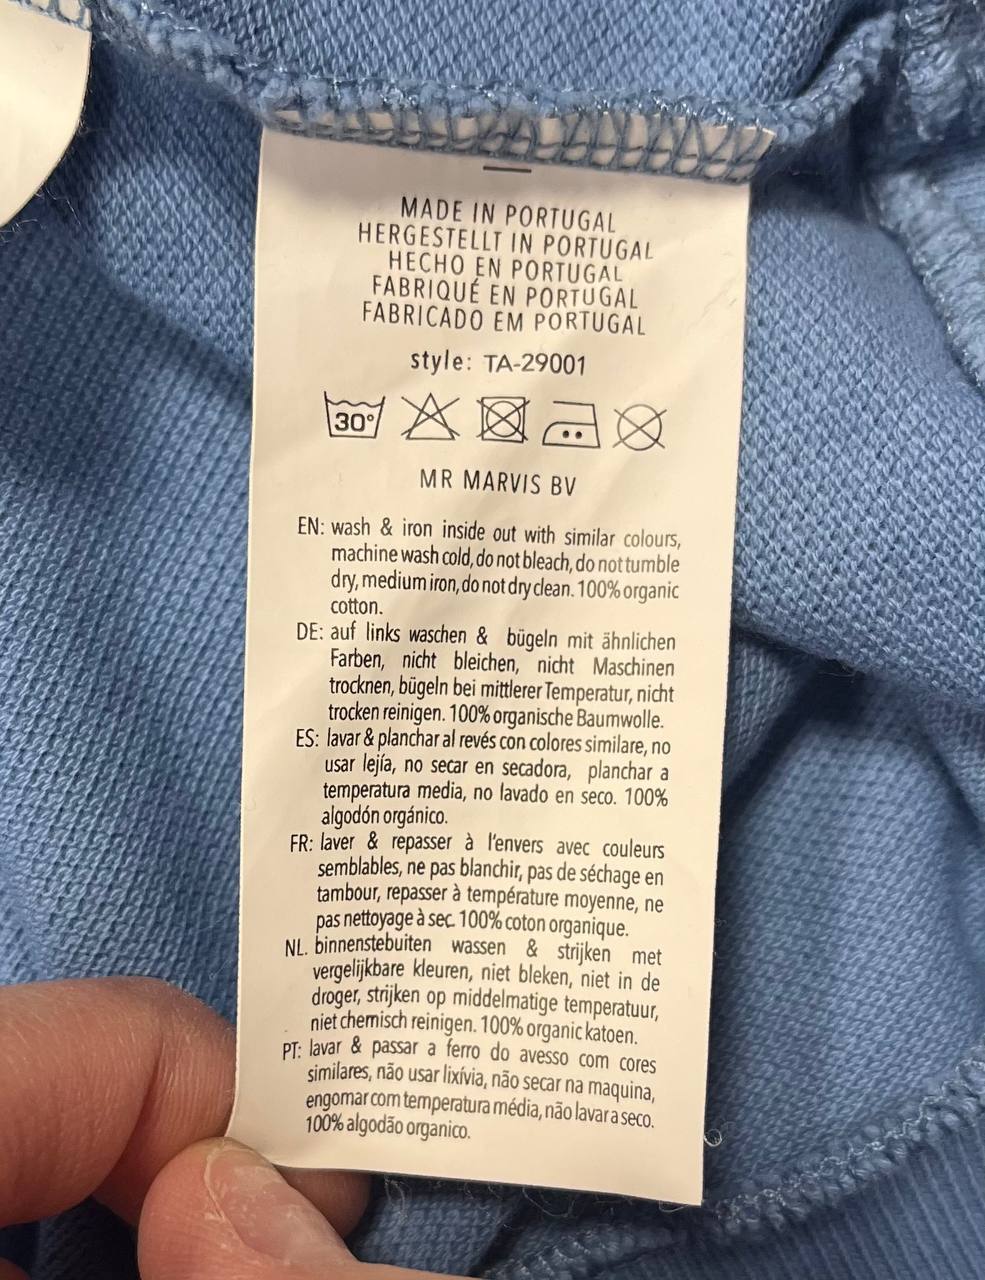 MADE IN PORTUGAL
HERGESTELLT IN PORTUGAL
HECHO EN PORTUGAL
FABRIQUÉ EN PORTUGAL
FABRICADO EM PORTUGAL
style: TA-29001
30°
MR MARVIS BV
EN: wash & iron inside out with similar colours,
machine wash cold, do not bleach, do not tumble
dry, medium iron, do not dry clean. 100% organic
cotton.
DE: auf links waschen & bügeln mit ähnlichen
Farben, nicht bleichen, nicht Maschinen
trocknen, bügeln bei mittlerer Temperatur, nicht
trocken reinigen. 100% organische Baumwolle.
ES: lavar & planchar al revés con colores similare, no
usar lejía, no secar en secadora, planchar a
temperatura media, no lavado en seco. 100%
algodón orgánico.
FR: laver & repasser à l'envers avec couleurs
semblables, ne pas blanchir, pas de séchage en
tambour, repasser à température moyenne, ne
pas nettoyage à sec. 100% coton organique.
NL. binnenstebuiten wassen & strijken met
vergelijkbare kleuren, niet bleken, niet in de
droger, strijken op middelmatige temperatuur,
niet chemisch reinigen. 100% organic katoen.
PT: lavar & passar a ferro do avesso com cores
similares, não usar lixívia, não secar na maquina,
engomar com temperatura média, não lavar a seco.
100% algodão organico.